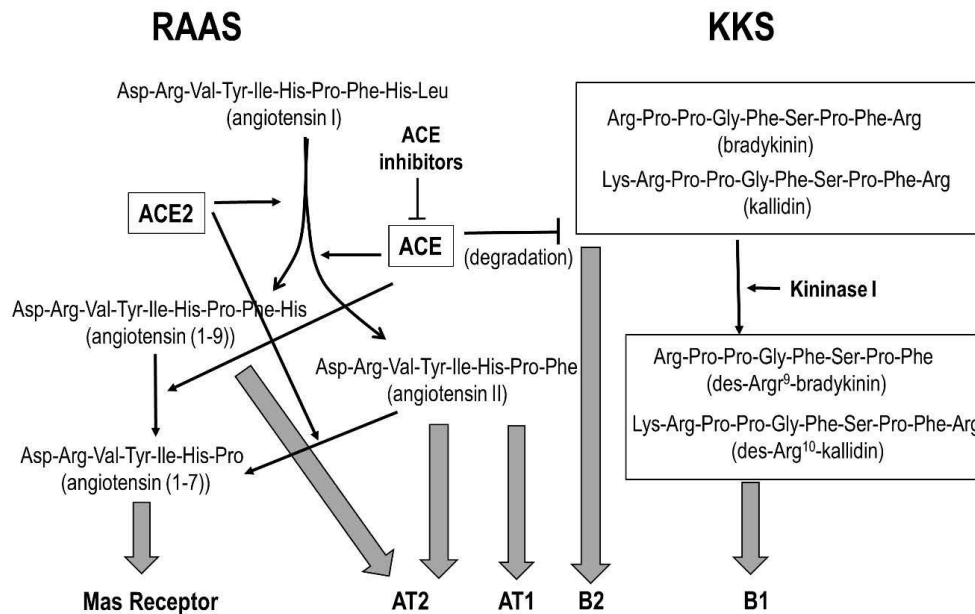 RAAS
KKS
Asp-Arg-Val-Tyr-Ile-His-Pro-Phe-His-Leu
(angiotensin I)
ACE
inhibitors
Arg-Pro-Pro-Gly-Phe-Ser-Pro-Phe-Arg
(bradykinin)
Lys-Arg-Pro-Pro-Gly-Phe-Ser-Pro-Phe-Arg
(kallidin)
ACE2
ACE
(degradation)
Kininase I
Asp-Arg-Val-Tyr-Ile-His-Pro-Phe-His
(angiotensin (1-9))
Asp-Arg-Val-Tyr-Ile-His-Pro-Phe
(angiotensin II)
Arg-Pro-Pro-Gly-Phe-Ser-Pro-Phe
(des-Argr⁹-bradykinin)
Lys-Arg-Pro-Pro-Gly-Phe-Ser-Pro-Phe-Arg
(des-Arg¹⁰-kallidin)
Asp-Arg-Val-Tyr-Ile-His-Pro
(angiotensin (1-7))
Mas Receptor
AT2
AT1
B2
B1